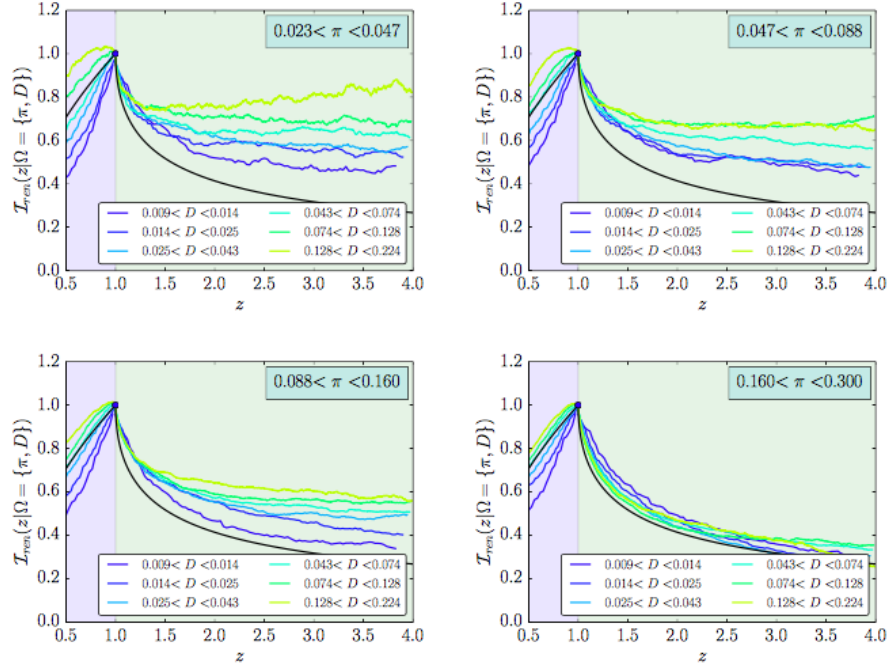 0.023< π <0.047
1.2
1.0
0.8
0.6
0.4
0.2
0.0
0.5 1.0 1.5 2.0 2.5 3.0 3.5 4.0
z
I_ren(z|Ω = {π, D})
0.009< D <0.014 0.043< D <0.074
0.014< D <0.025 0.074< D <0.128
0.025< D <0.043 0.128< D <0.224
0.047< π <0.088
1.2
1.0
0.8
0.6
0.4
0.2
0.0
0.5 1.0 1.5 2.0 2.5 3.0 3.5 4.0
z
I_ren(z|Ω = {π, D})
0.009< D <0.014 0.043< D <0.074
0.014< D <0.025 0.074< D <0.128
0.025< D <0.043 0.128< D <0.224
0.088< π <0.160
1.2
1.0
0.8
0.6
0.4
0.2
0.0
0.5 1.0 1.5 2.0 2.5 3.0 3.5 4.0
z
I_ren(z|Ω = {π, D})
0.009< D <0.014 0.043< D <0.074
0.014< D <0.025 0.074< D <0.128
0.025< D <0.043 0.128< D <0.224
0.160< π <0.300
1.2
1.0
0.8
0.6
0.4
0.2
0.0
0.5 1.0 1.5 2.0 2.5 3.0 3.5 4.0
z
I_ren(z|Ω = {π, D})
0.009< D <0.014 0.043< D <0.074
0.014< D <0.025 0.074< D <0.128
0.025< D <0.043 0.128< D <0.224